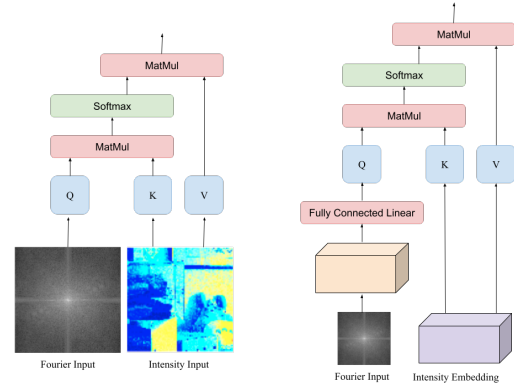 MatMul
Softmax
MatMul
Q
K
V
Fourier Input
Intensity Input
MatMul
Softmax
MatMul
Q
K
V
Fully Connected Linear
Fourier Input
Intensity Embedding